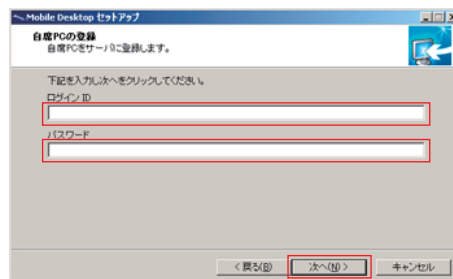 Mobile Desktop セットアップ
自席PCの登録
自席PCをサーバに登録します。
下記を入力し次へをクリックしてください。
ログイン ID
パスワード
< 戻る(B)
次へ(N) >
キャンセル